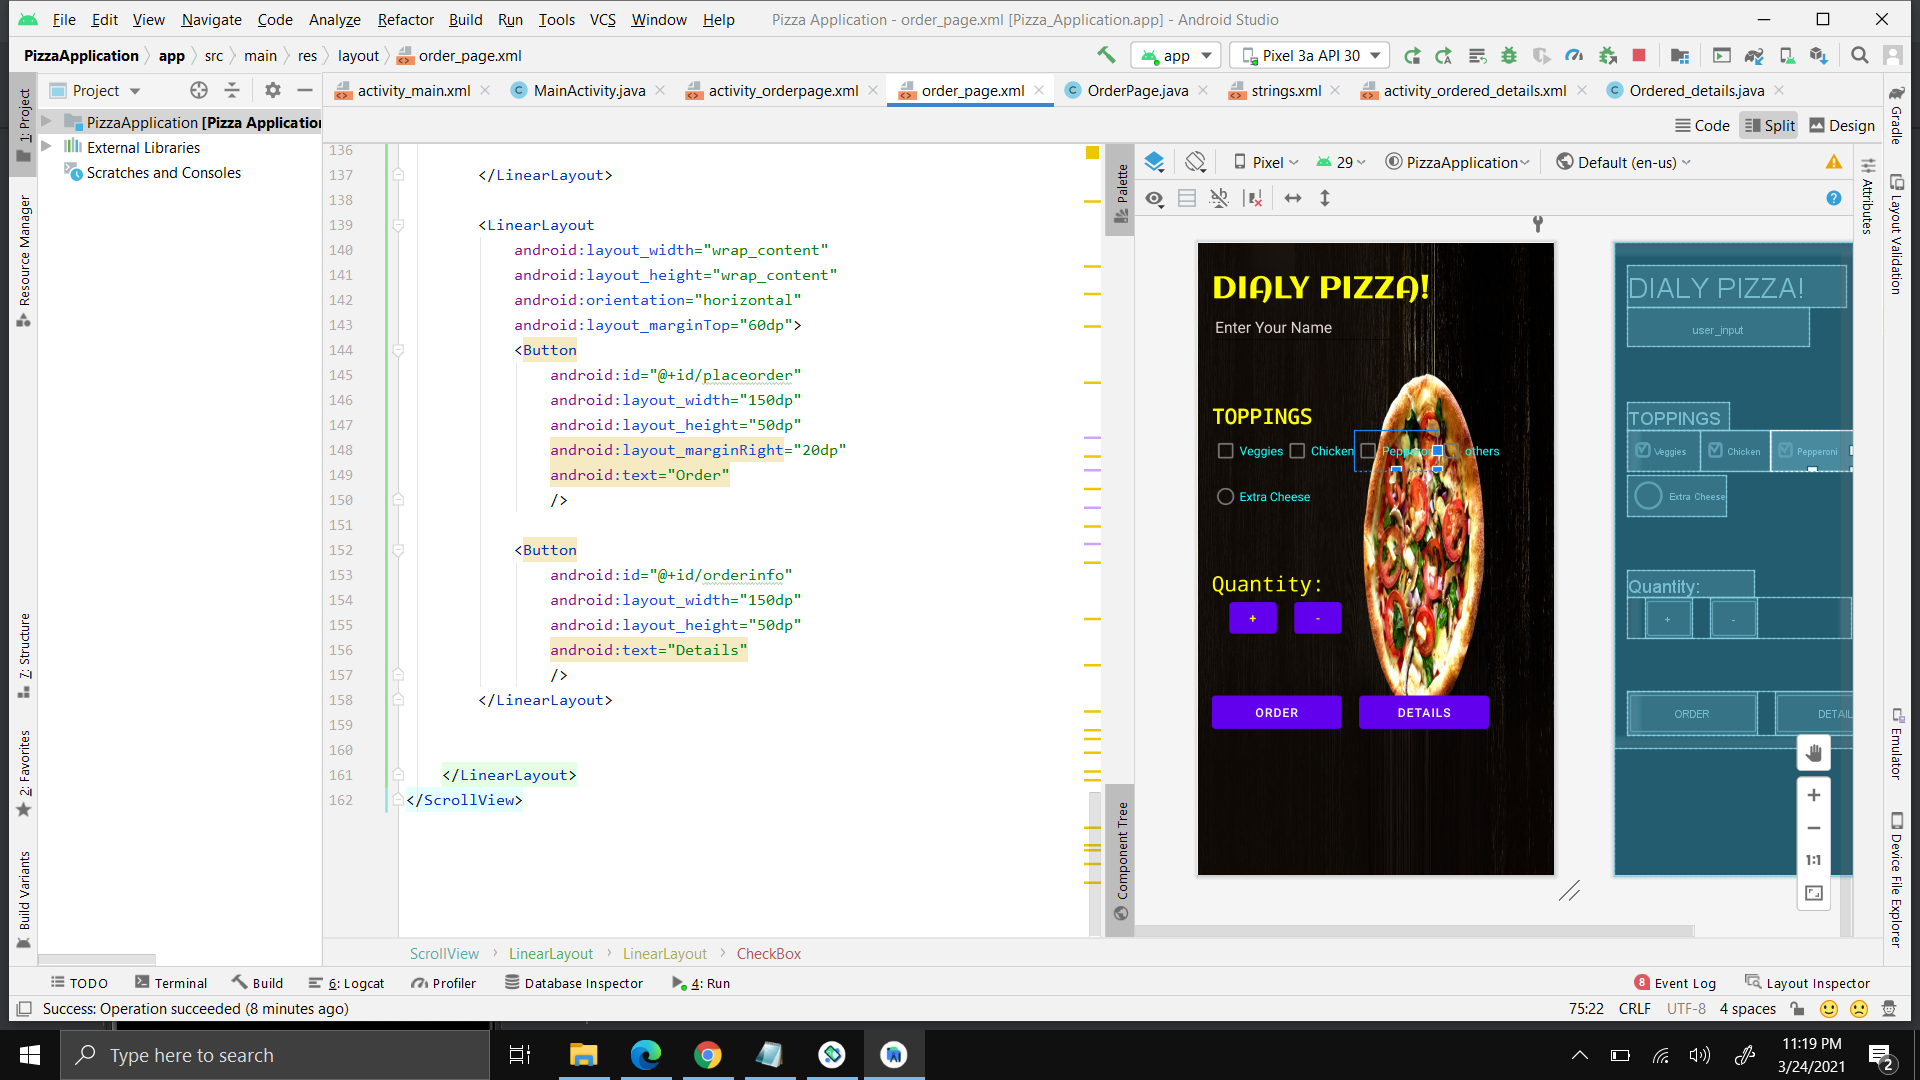 File Edit View Navigate Code Analyze Refactor Build Run Tools VCS Window Help Pizza Application - order_page.xml [Pizza_Application.app] - Android Studio
PizzaApplication app src main res layout order_page.xml app Pixel 3a API 30
Project activity_main.xml MainActivity.java activity_orderpage.xml order_page.xml OrderPage.java strings.xml activity_ordered_details.xml Ordered_details.java
PizzaApplication [Pizza Application
External Libraries
Scratches and Consoles
Code Split Design
Pixel 29 PizzaApplication Default (en-us)
1: Project
Resource Manager
7: Structure
2: Favorites
Build Variants
136
137 </LinearLayout>
138
139 <LinearLayout
140 android:layout_width="wrap_content"
141 android:layout_height="wrap_content"
142 android:orientation="horizontal"
143 android:layout_marginTop="60dp">
144 <Button
145 android:id="@+id/placeorder"
146 android:layout_width="150dp"
147 android:layout_height="50dp"
148 android:layout_marginRight="20dp"
149 android:text="Order"
150 />
151
152 <Button
153 android:id="@+id/orderinfo"
154 android:layout_width="150dp"
155 android:layout_height="50dp"
156 android:text="Details"
157 />
158 </LinearLayout>
159
160
161 </LinearLayout>
162 </ScrollView>
Palette
Component Tree
DIALY PIZZA!
Enter Your Name
TOPPINGS
Veggies Chicken Pepperoni others
Extra Cheese
Quantity:
+ -
ORDER DETAILS
DIALY PIZZA!
user_input
TOPPINGS
Veggies Chicken Pepperoni
Extra Cheese
Quantity:
+ -
ORDER DETAIL
1:1
Attributes
Gradle
Layout Validation
Emulator
Device File Explorer
ScrollView LinearLayout LinearLayout CheckBox
TODO Terminal Build 6: Logcat Profiler Database Inspector 4: Run 8 Event Log Layout Inspector
Success: Operation succeeded (8 minutes ago) 75:22 CRLF UTF-8 4 spaces
Type here to search
11:19 PM
3/24/2021
2